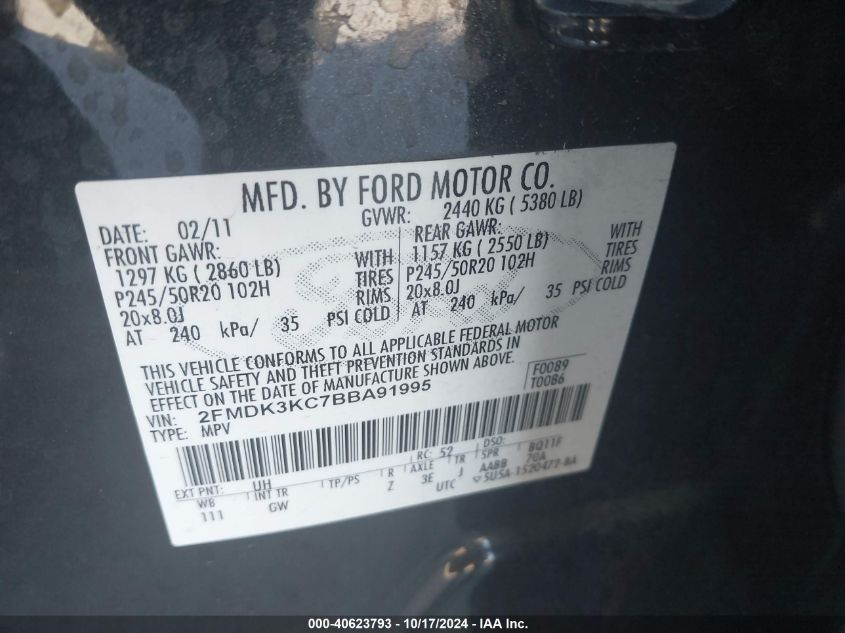 MFD. BY FORD MOTOR CO.
DATE: 02/11 GVWR: 2440 KG ( 5380 LB)
FRONT GAWR: REAR GAWR:
1297 KG ( 2860 LB) WITH 1157 KG ( 2550 LB) WITH
P245/50R20 102H TIRES P245/50R20 102H TIRES
20x8.0J RIMS 20x8.0J RIMS
AT 240 kPa/ 35 PSI COLD AT 240 kPa/ 35 PSI COLD
THIS VEHICLE CONFORMS TO ALL APPLICABLE FEDERAL MOTOR
VEHICLE SAFETY AND THEFT PREVENTION STANDARDS IN
EFFECT ON THE DATE OF MANUFACTURE SHOWN ABOVE.
F0089
T0086
VIN: 2FMDK3KC7BBA91995
TYPE: MPV
EXT PNT: UH RC: 52 DSO: BQ11F
WB INT TR TP/PS R AXLE TR SPR 70A
111 GW Z 3E J AABB
UTC 5U5A-1520472-BA
000-40623793 - 10/17/2024 - IAA Inc.